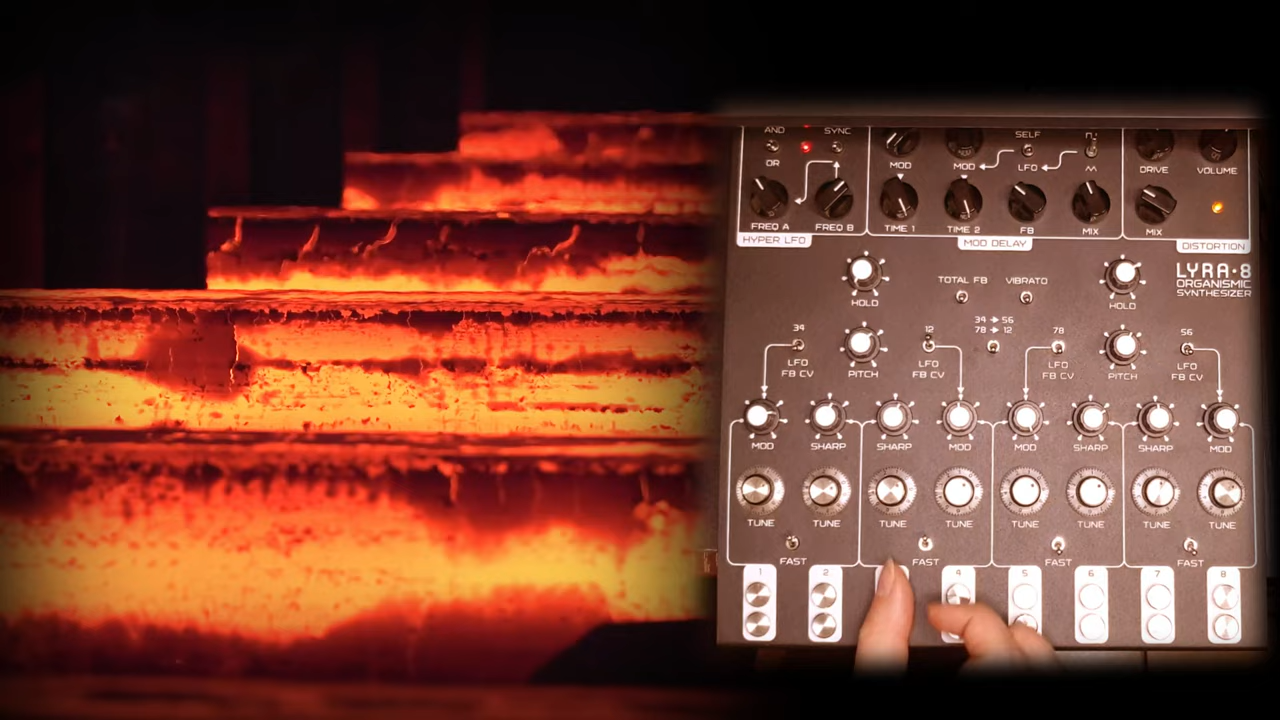 AND SYNC SELF
OR MOD MOD LFO DRIVE VOLUME
FREQ A FREQ B TIME 1 TIME 2 FB MIX MIX
HYPER LFO MOD DELAY DISTORTION
LYRA·8
ORGANISMIC
SYNTHESIZER
HOLD TOTAL FB VIBRATO HOLD
34 56
78 12
34 12 78 56
LFO LFO LFO LFO
FB CV PITCH FB CV FB CV PITCH FB CV
MOD SHARP SHARP MOD MOD SHARP SHARP MOD
TUNE TUNE TUNE TUNE TUNE TUNE TUNE TUNE
FAST FAST FAST FAST
1 2 4 5 6 7 8